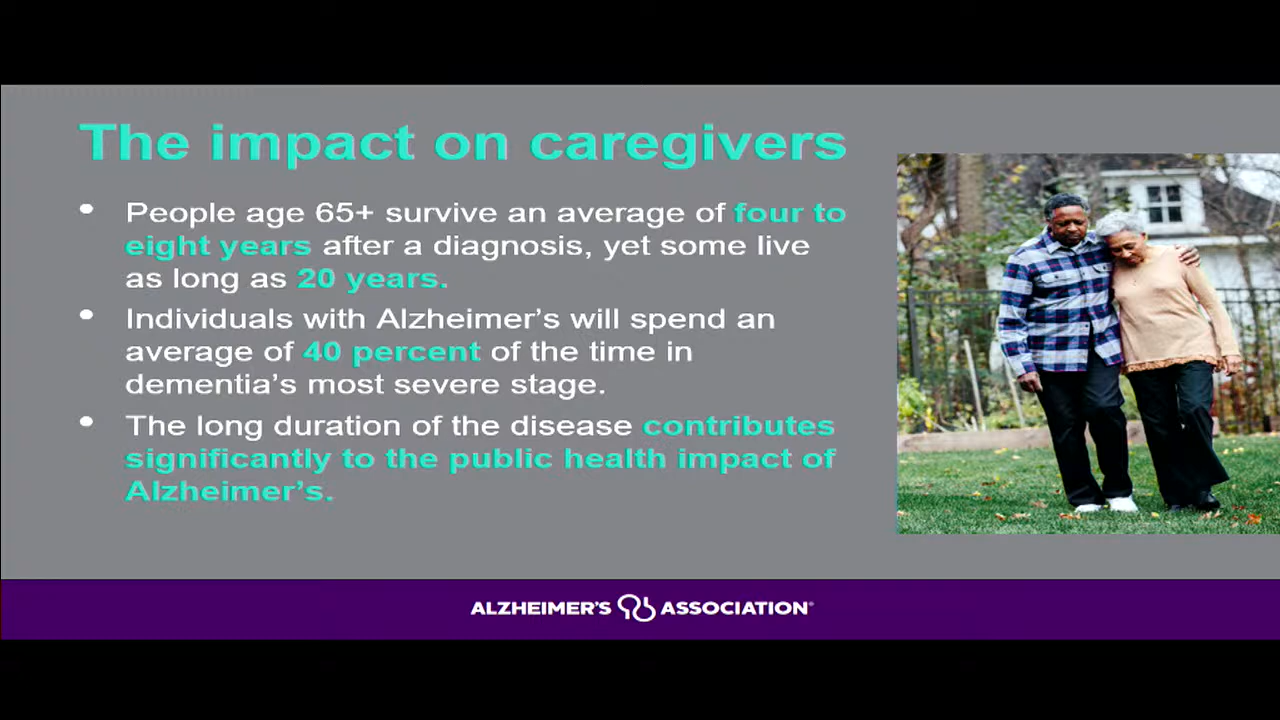 The impact on caregivers
• People age 65+ survive an average of four to
eight years after a diagnosis, yet some live
as long as 20 years.
• Individuals with Alzheimer’s will spend an
average of 40 percent of the time in
dementia’s most severe stage.
• The long duration of the disease contributes
significantly to the public health impact of
Alzheimer’s.
ALZHEIMER’S ASSOCIATION®